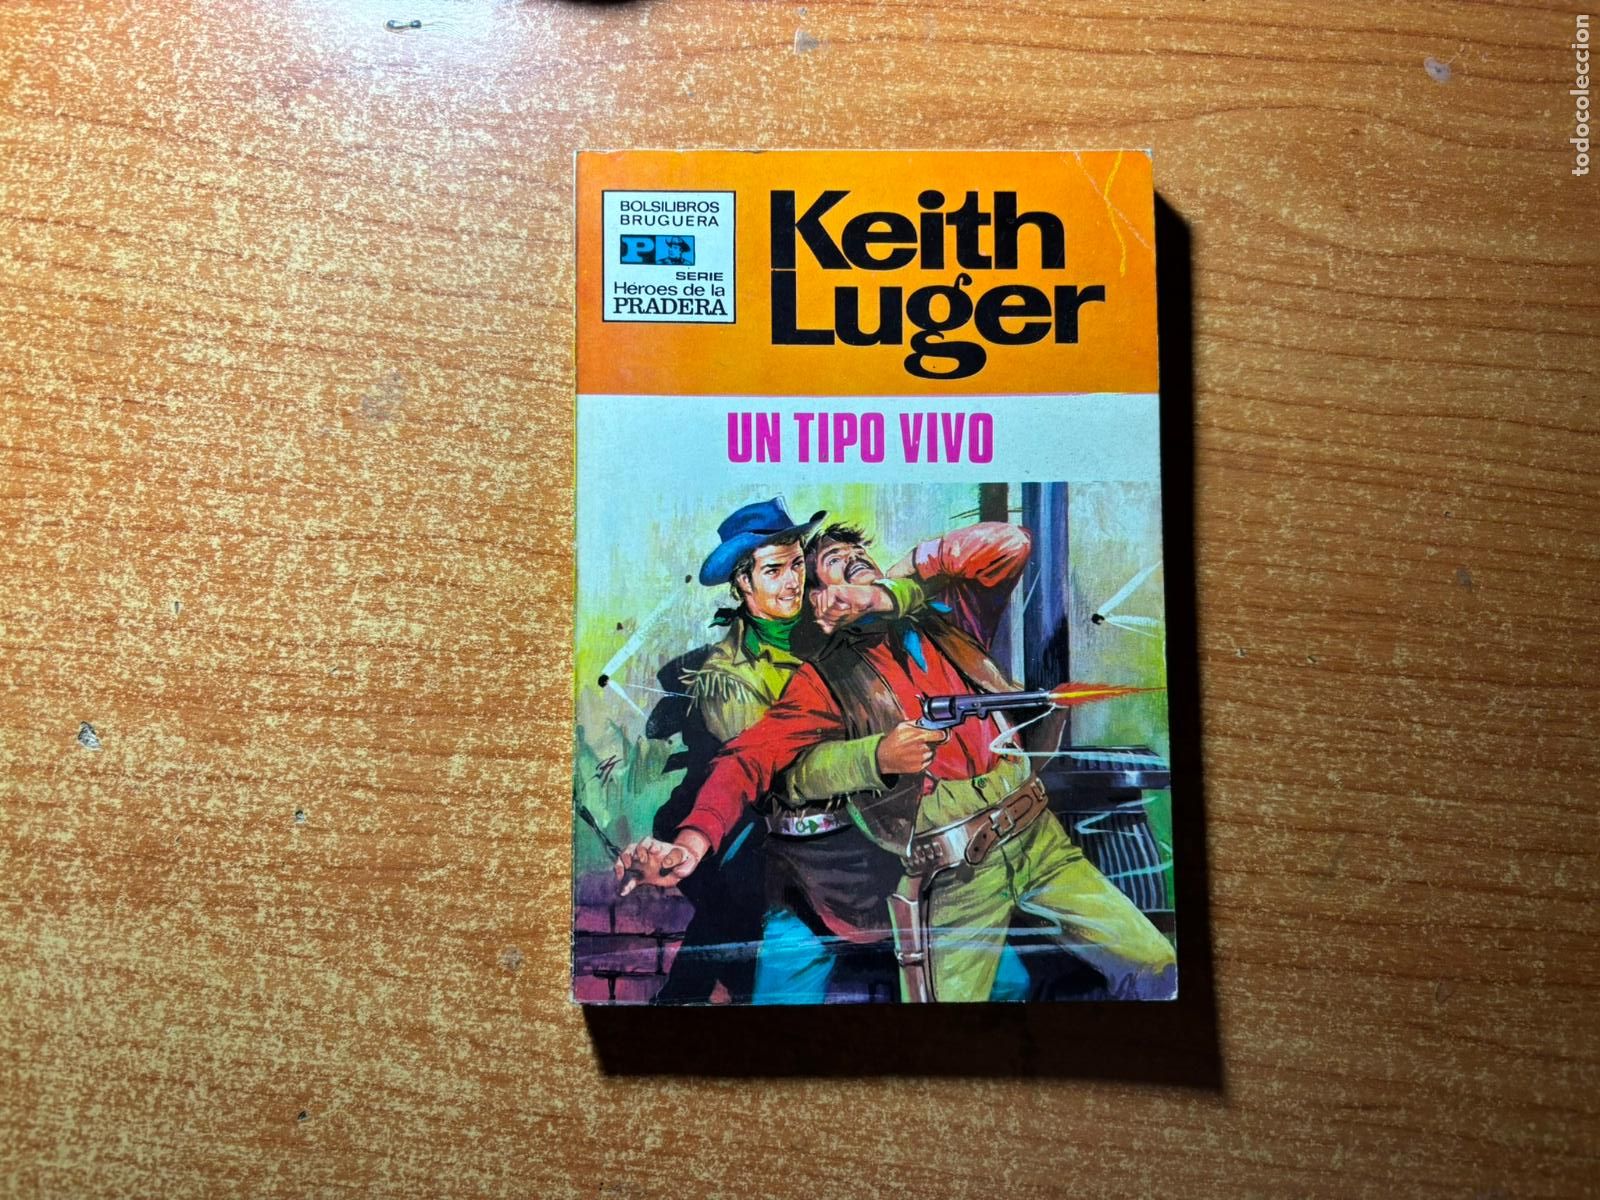 BOLSILIBROS
BRUGUERA
P
SERIE
Héroes de la
PRADERA
Keith
Luger
UN TIPO VIVO
todocoleccion